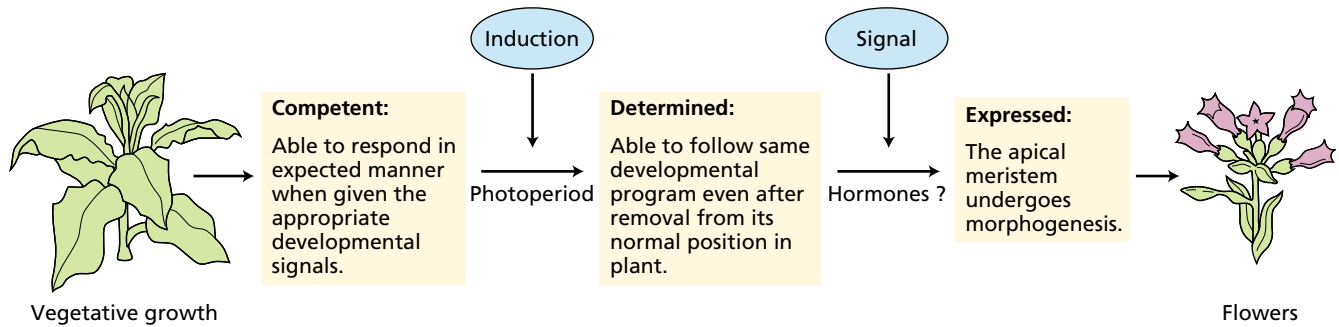 Induction
Signal
Competent:
Able to respond in
expected manner
when given the
appropriate
developmental
signals.
Photoperiod
Determined:
Able to follow same
developmental
program even after
removal from its
normal position in
plant.
Hormones ?
Expressed:
The apical
meristem
undergoes
morphogenesis.
Vegetative growth
Flowers